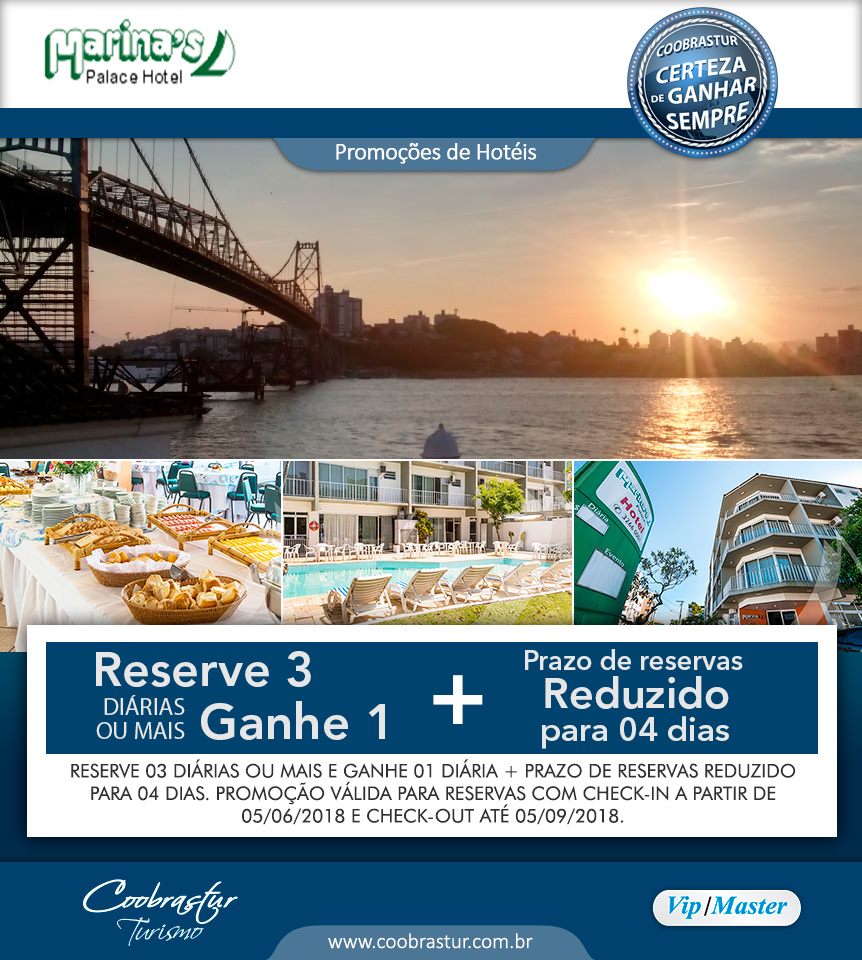 Marina's
Palace Hotel
COOBRASTUR
CERTEZA
DE GANHAR
SEMPRE
Promoções de Hotéis
Hotel
Diária
Evento
Reserve 3
DIÁRIAS
OU MAIS Ganhe 1
+
Prazo de reservas
Reduzido
para 04 dias
RESERVE 03 DIÁRIAS OU MAIS E GANHE 01 DIÁRIA + PRAZO DE RESERVAS REDUZIDO
PARA 04 DIAS. PROMOÇÃO VÁLIDA PARA RESERVAS COM CHECK-IN A PARTIR DE
05/06/2018 E CHECK-OUT ATÉ 05/09/2018.
Coobrastur
Turismo
Vip/Master
www.coobrastur.com.br